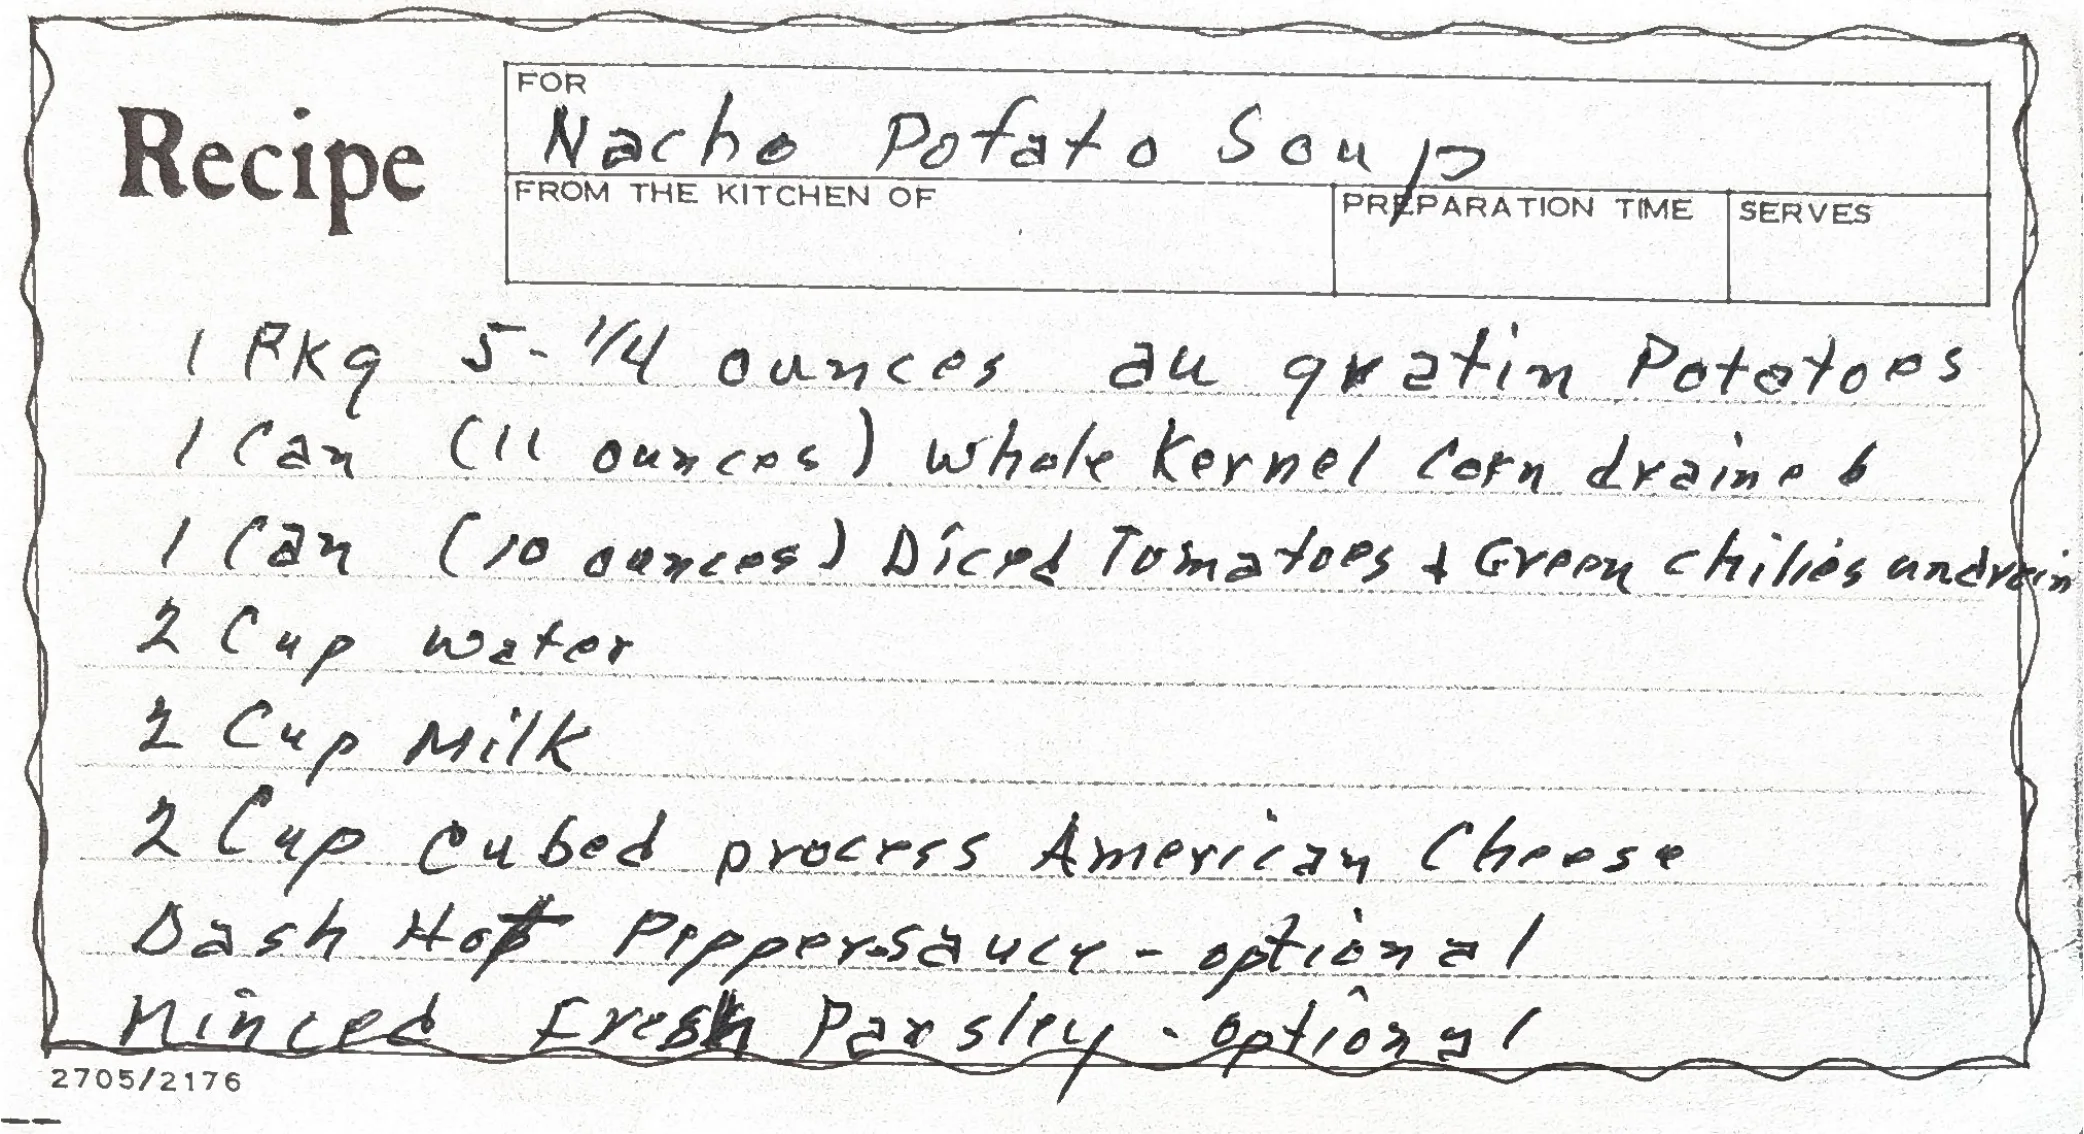 Recipe
FOR
Nacho Potato Soup
FROM THE KITCHEN OF
PREPARATION TIME
SERVES
1 Pkg 5-1/4 ounces au gratin Potatoes
1 Can (11 ounces) whole Kernel Corn drained
1 Can (10 ounces) Diced Tomatoes & Green chilies undrain
2 Cup water
2 Cup Milk
2 Cup cubed process American Cheese
Dash Hot Pepper-sauce - optional
Minced Fresh Parsley - optional
2705/2176